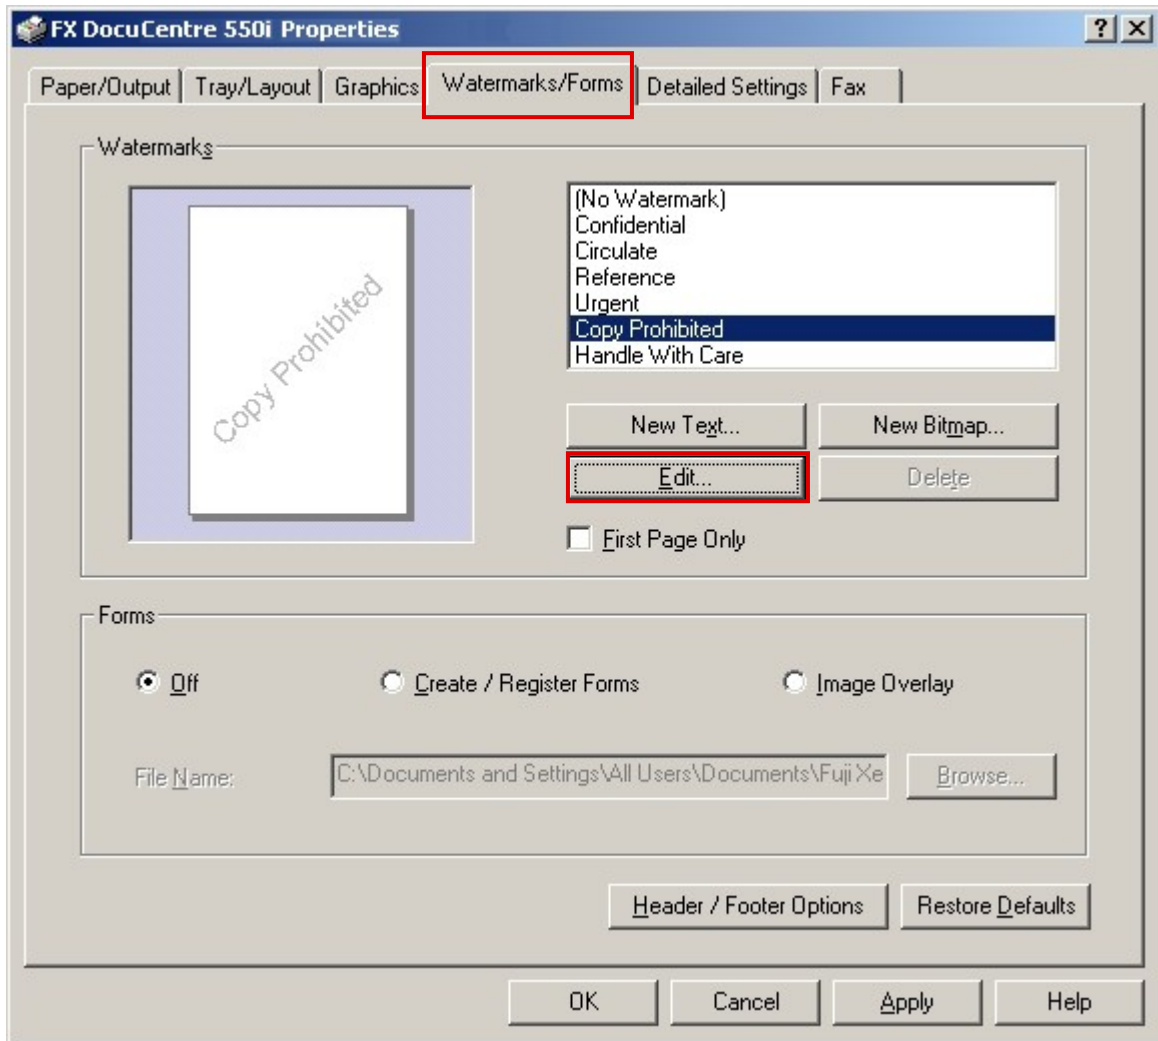 FX DocuCentre 550i Properties
Paper/Output Tray/Layout Graphics Watermarks/Forms Detailed Settings Fax
Watermarks
Copy Prohibited
(No Watermark)
Confidential
Circulate
Reference
Urgent
Copy Prohibited
Handle With Care
New Text... New Bitmap...
Edit... Delete
First Page Only
Forms
Off Create / Register Forms Image Overlay
File Name: C:\Documents and Settings\All Users\Documents\Fuji Xe Browse...
Header / Footer Options Restore Defaults
OK Cancel Apply Help